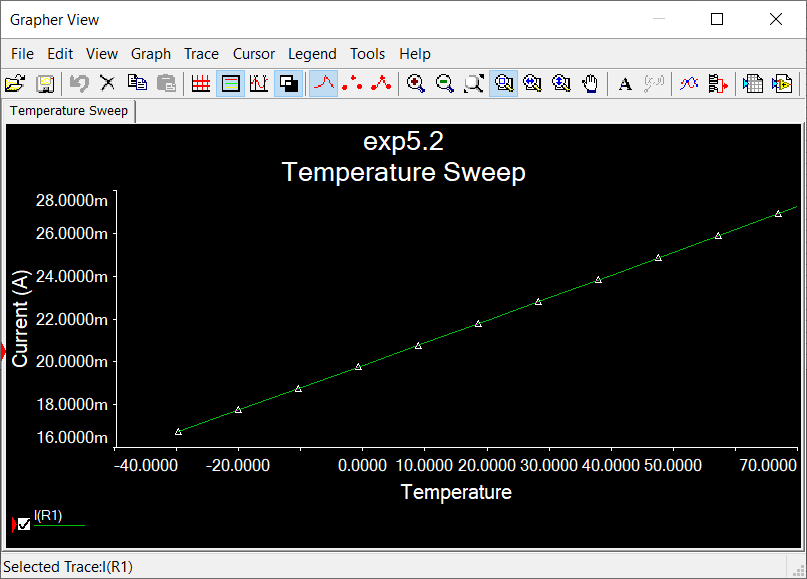 Grapher View
File Edit View Graph Trace Cursor Legend Tools Help
A
Temperature Sweep
exp5.2
Temperature Sweep
28.0000m
26.0000m
24.0000m
22.0000m
20.0000m
18.0000m
16.0000m
Current (A)
-40.0000 -20.0000 0.0000 10.0000 20.0000 30.0000 40.0000 50.0000 70.0000
Temperature
I(R1)
Selected Trace:I(R1)